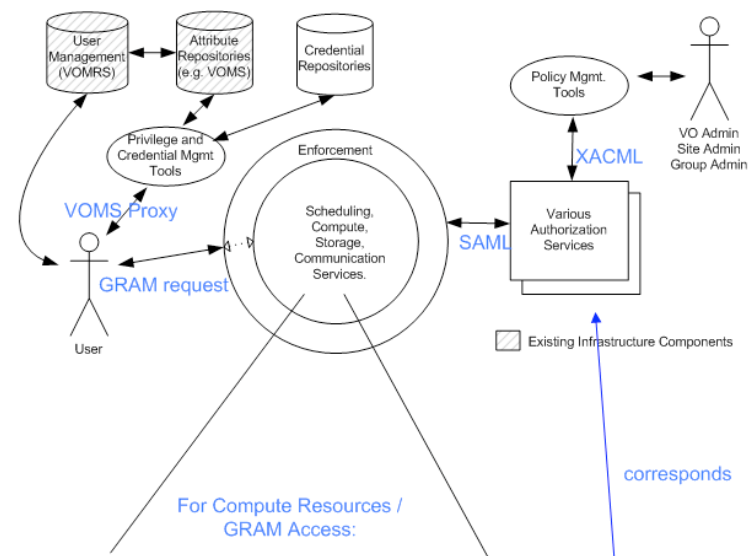 User
Management
(VOMRS)
Attribute
Repositories
(e.g. VOMS)
Credential
Repositories
Policy Mgmt.
Tools
VO Admin
Site Admin
Group Admin
Privilege and
Credential Mgmt
Tools
Enforcement
XACML
VOMS Proxy
Scheduling,
Compute,
Storage,
Communication
Services.
Various
Authorization
Services
SAML
GRAM request
User
Existing Infrastructure Components
corresponds
For Compute Resources /
GRAM Access: